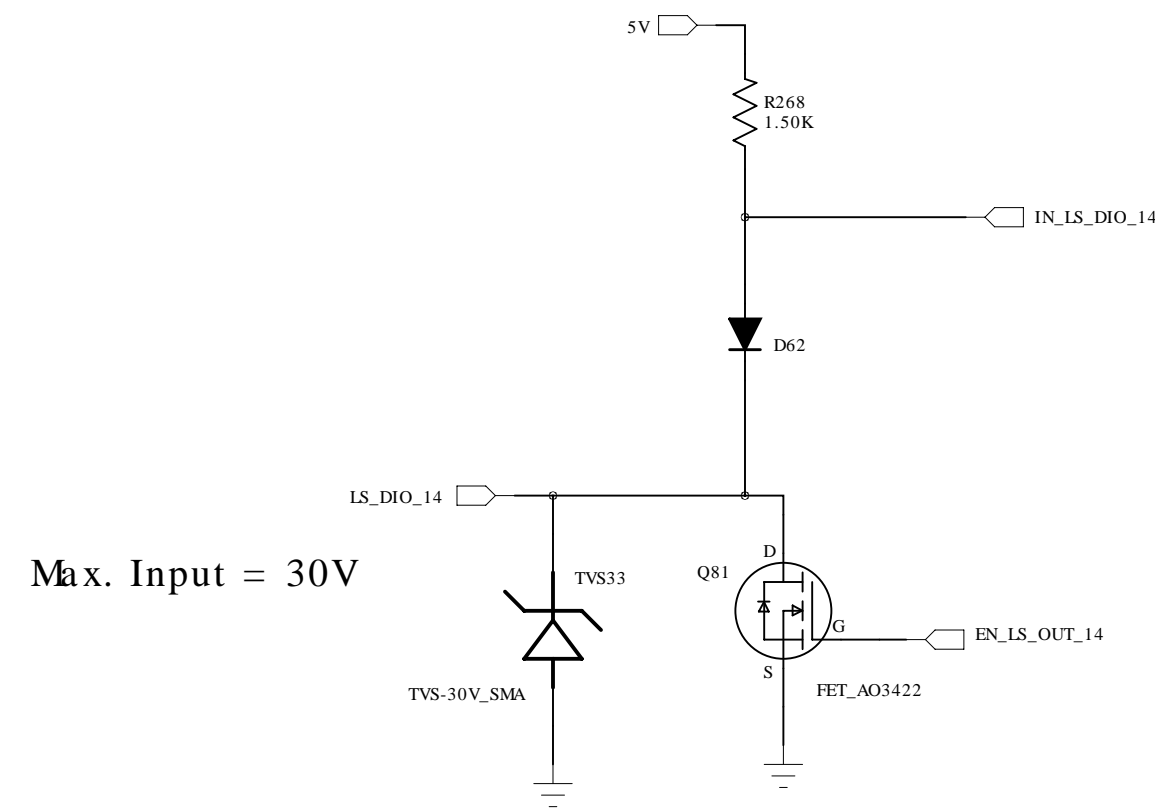 5V
R268
1.50K
IN_LS_DIO_14
D62
LS_DIO_14
Max. Input = 30V
TVS33
TVS-30V_SMA
Q81
D
G
S
EN_LS_OUT_14
FET_AO3422